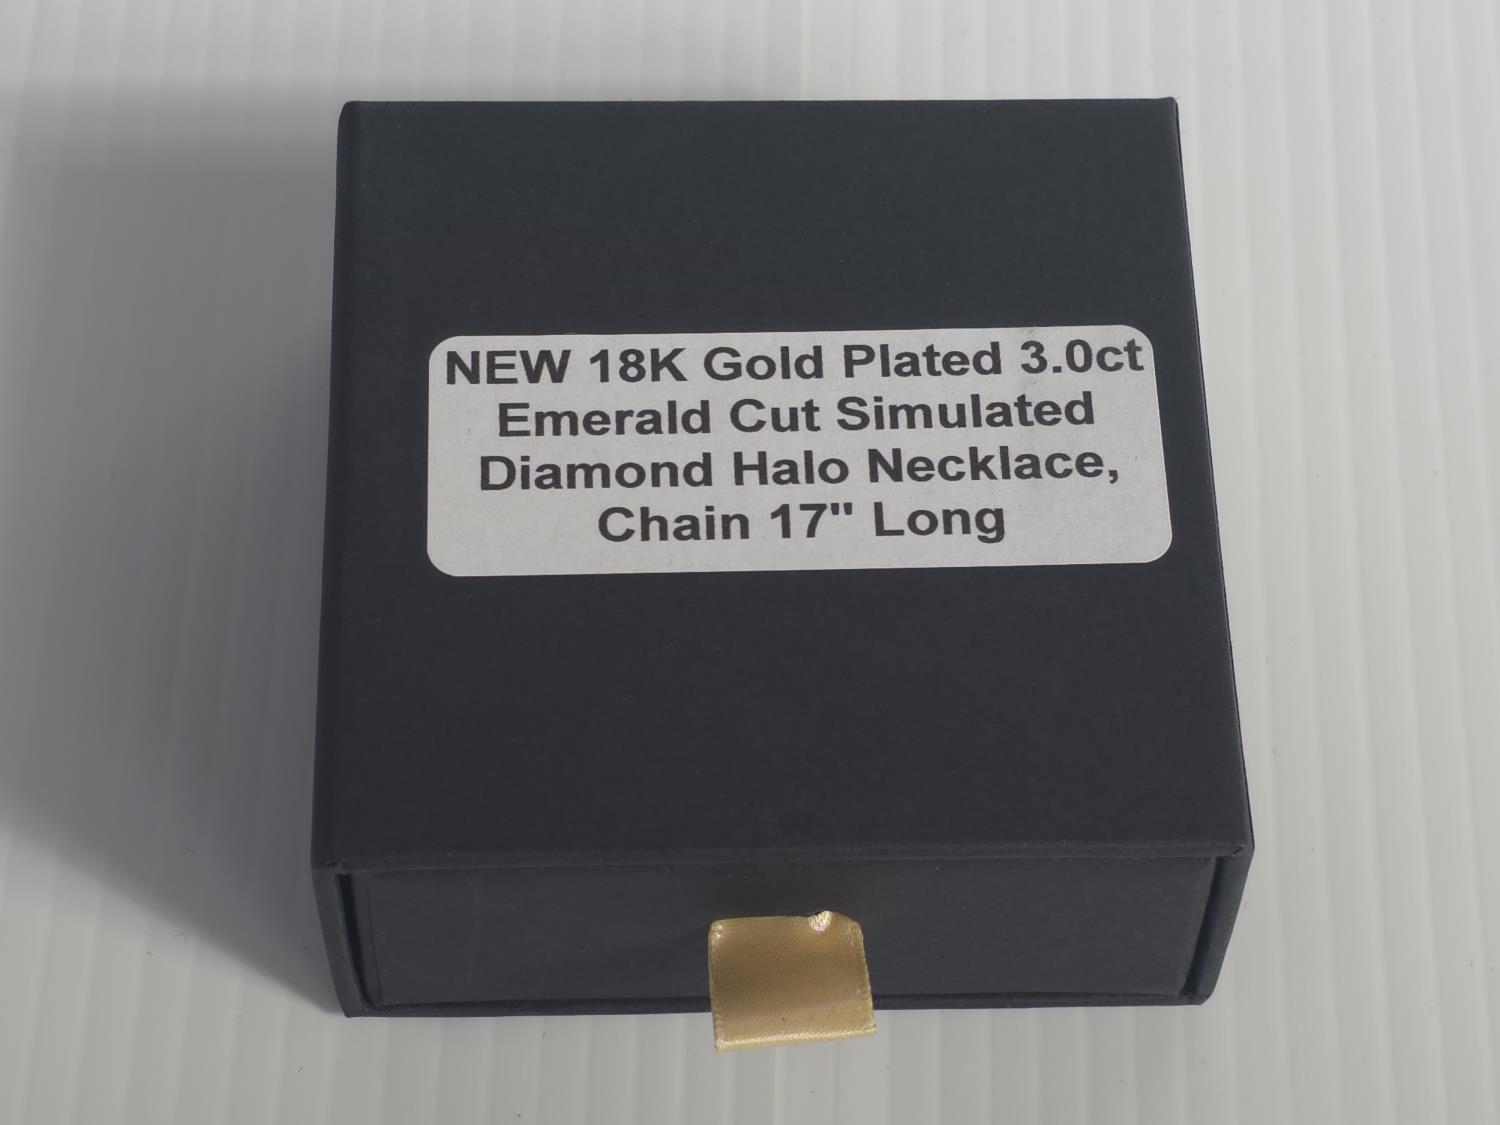 NEW 18K Gold Plated 3.0ct
Emerald Cut Simulated
Diamond Halo Necklace,
Chain 17" Long